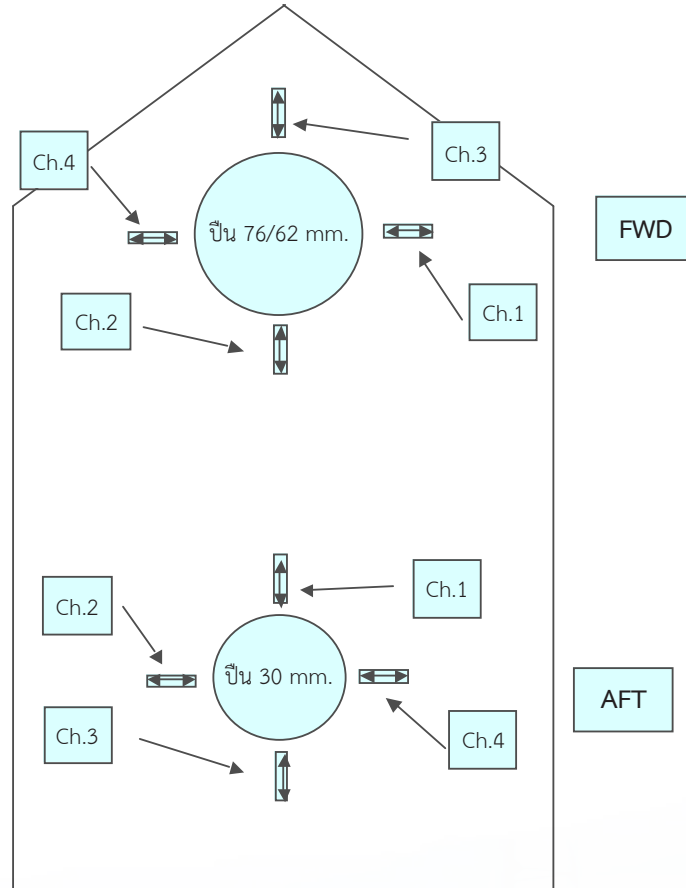 Ch.3
Ch.4
ปืน 76/62 mm.
FWD
Ch.1
Ch.2
Ch.1
Ch.2
ปืน 30 mm.
AFT
Ch.3
Ch.4